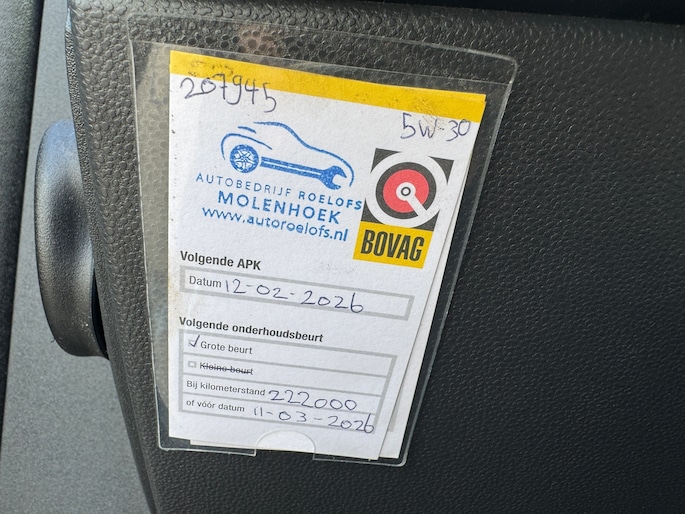 207945
5W-30
AUTOBEDRIJF ROELOFS
MOLENHOEK
www.autoroelofs.nl
BOVAG
Volgende APK
Datum 12-02-2026
Volgende onderhoudsbeurt
Grote beurt
Kleine beurt
Bij kilometerstand 222000
of vóór datum 11-03-2026